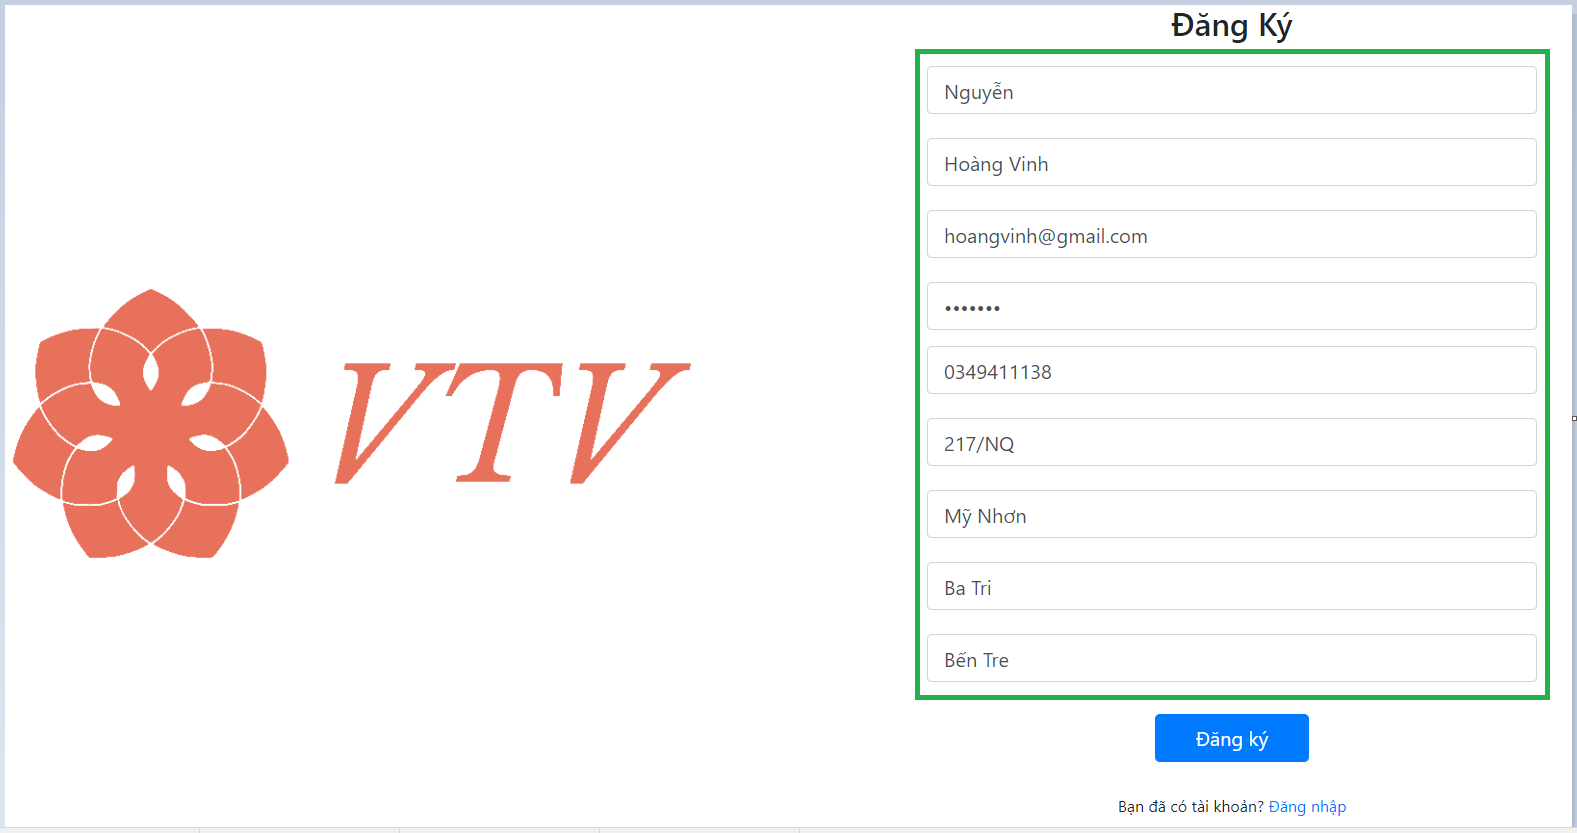 Đăng Ký
Nguyễn
Hoàng Vinh
hoangvinh@gmail.com
•••••••
0349411138
217/NQ
Mỹ Nhơn
Ba Tri
Bến Tre
VTV
Đăng ký
Bạn đã có tài khoản? Đăng nhập